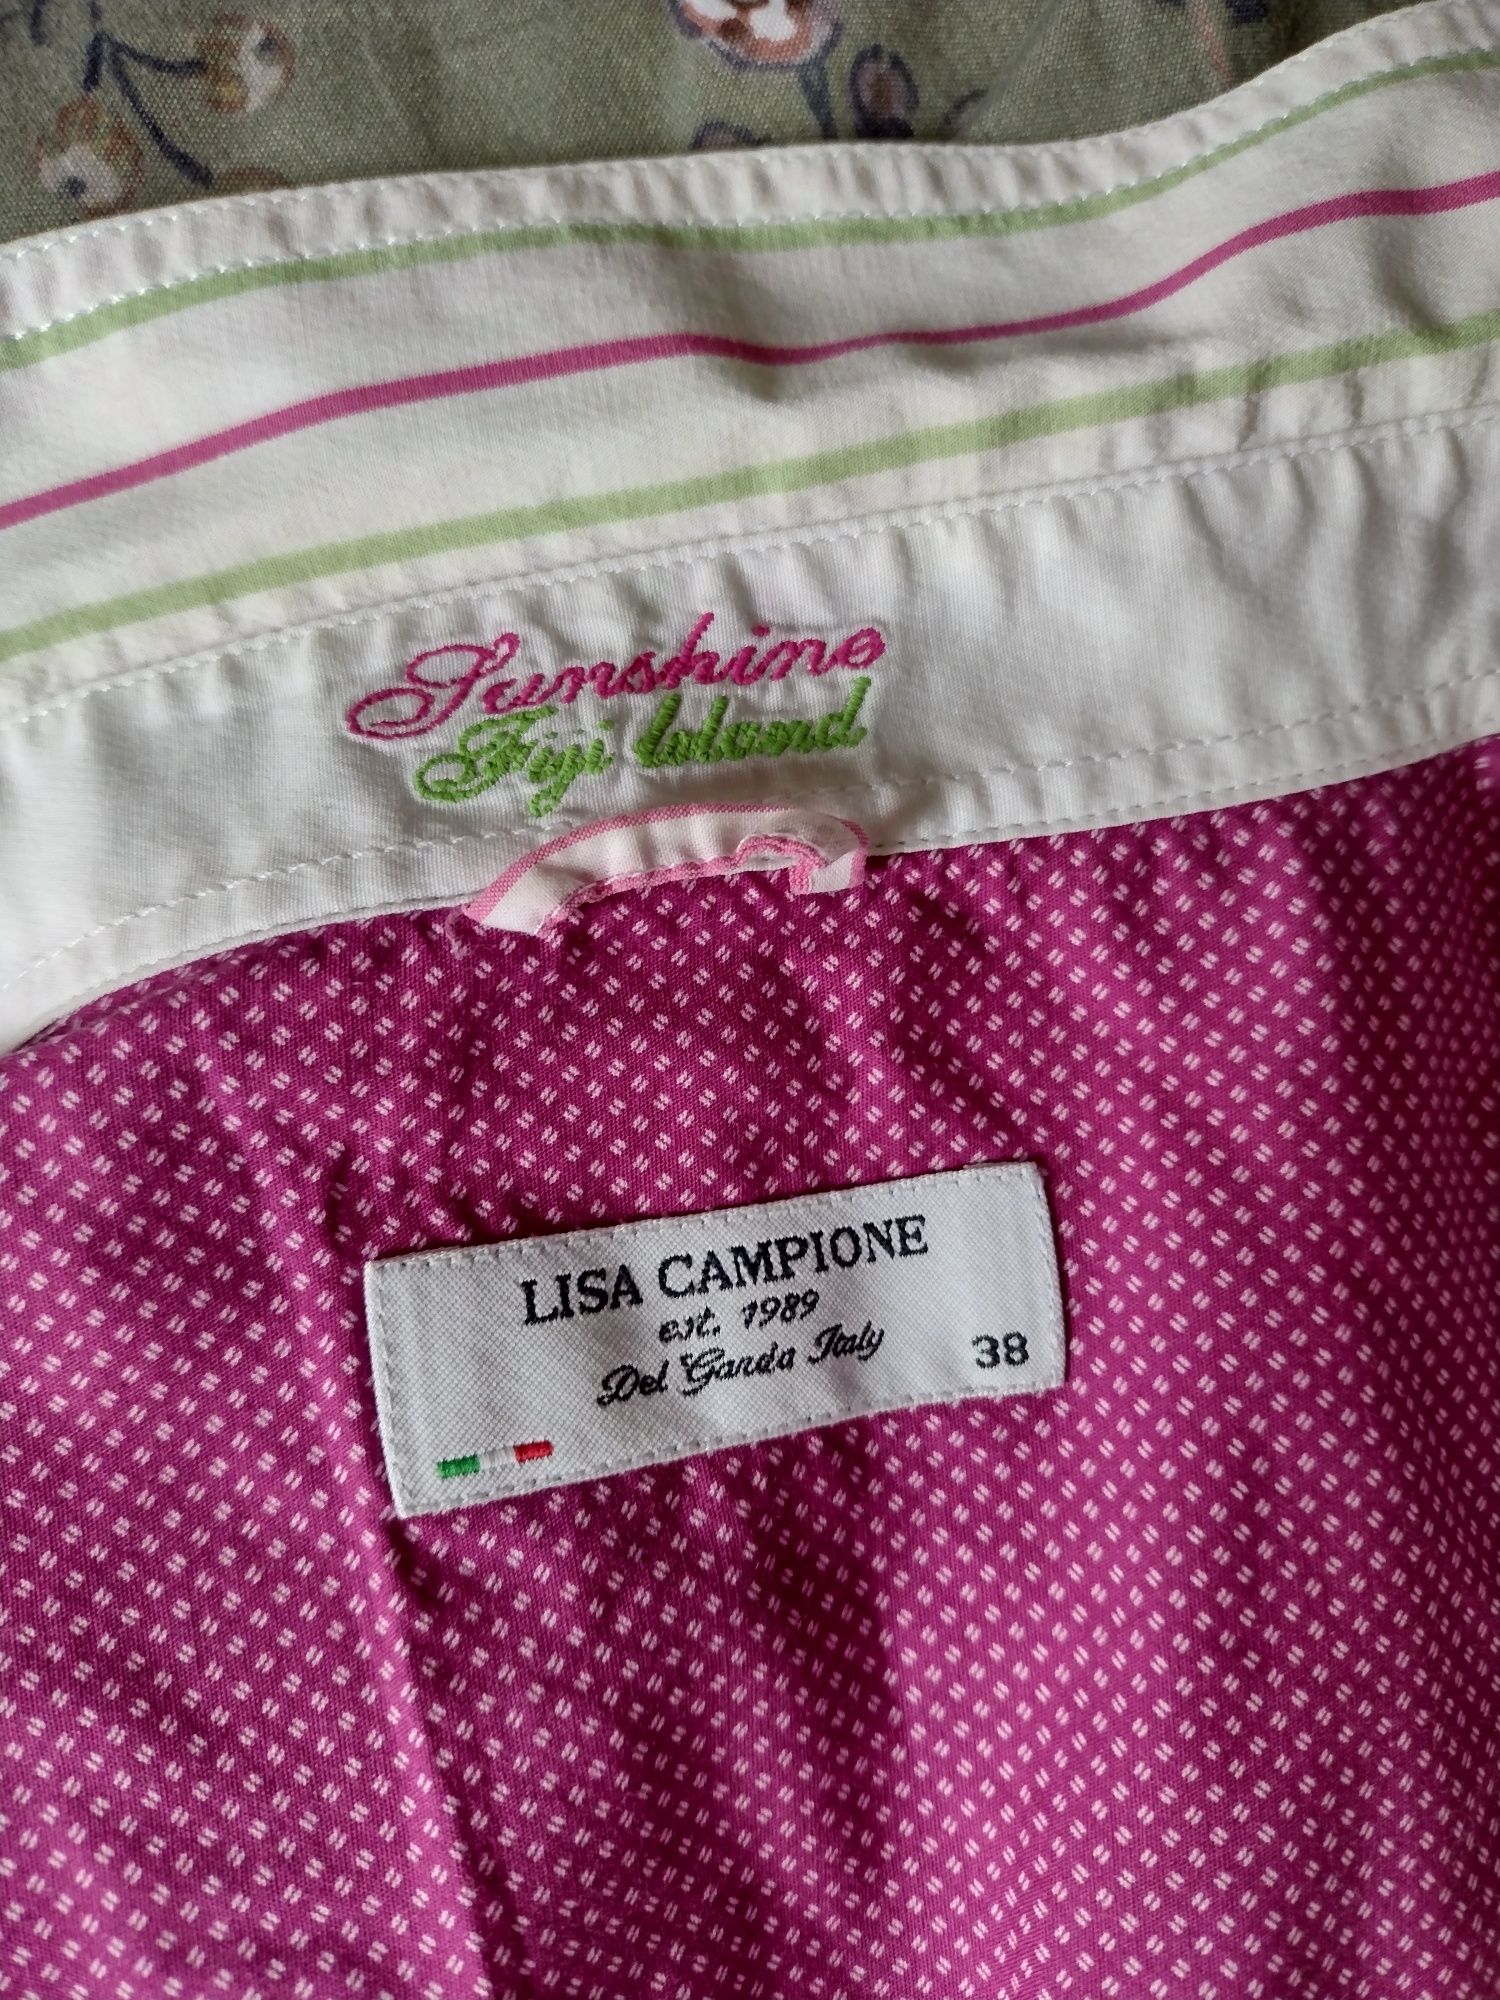 Sunshine
Fiji Island
LISA CAMPIONE
est. 1989
Del Garda Italy
38